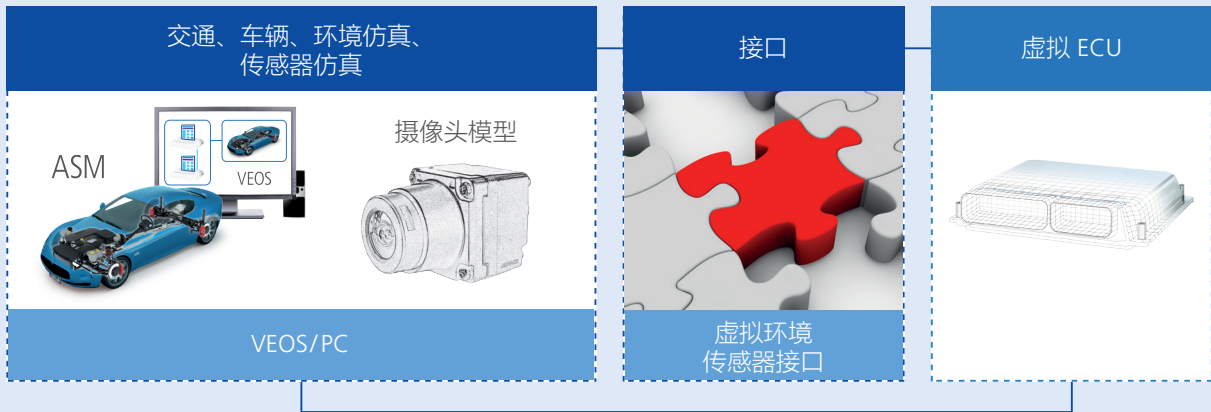 交通、车辆、环境仿真、
传感器仿真
接口
虚拟 ECU
ASM
VEOS
摄像头模型
VEOS/PC
虚拟环境
传感器接口